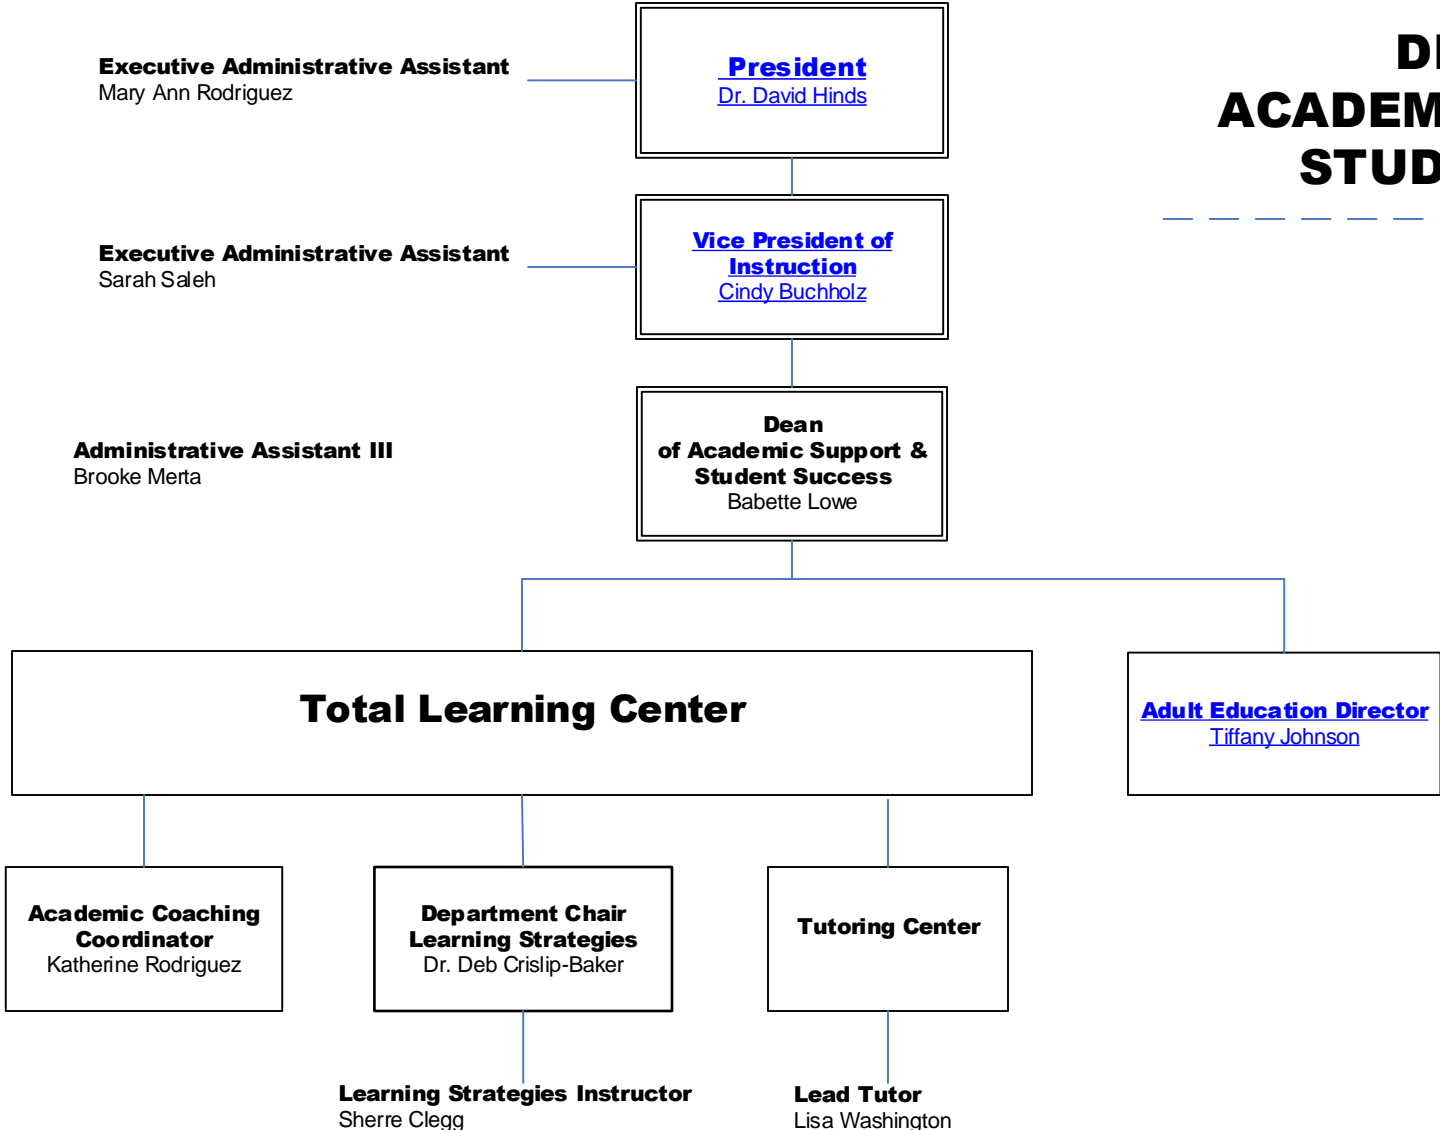 Executive Administrative Assistant
Mary Ann Rodriguez
President
Dr. David Hinds
ACADEM
STUD
Executive Administrative Assistant
Sarah Saleh
Vice President of
Instruction
Cindy Buchholz
Administrative Assistant III
Brooke Merta
Dean
of Academic Support &
Student Success
Babette Lowe
Total Learning Center
Adult Education Director
Tiffany Johnson
Academic Coaching
Coordinator
Katherine Rodriguez
Department Chair
Learning Strategies
Dr. Deb Crislip-Baker
Tutoring Center
Learning Strategies Instructor
Sherre Clegg
Lead Tutor
Lisa Washington